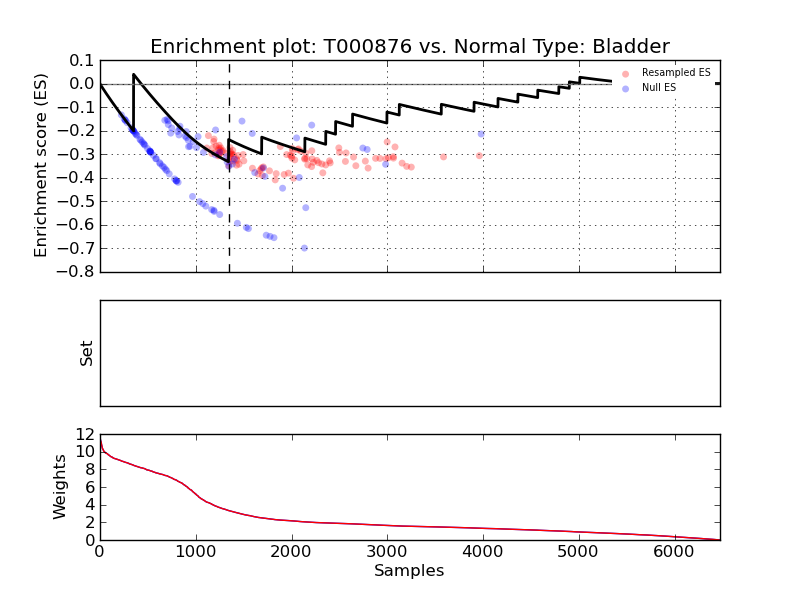 Enrichment plot: T000876 vs. Normal Type: Bladder
Enrichment score (ES)
0.1
0.0
−0.1
−0.2
−0.3
−0.4
−0.5
−0.6
−0.7
−0.8
Resampled ES
Null ES
Set
Weights
12
10
8
6
4
2
0
0 1000 2000 3000 4000 5000 6000
Samples